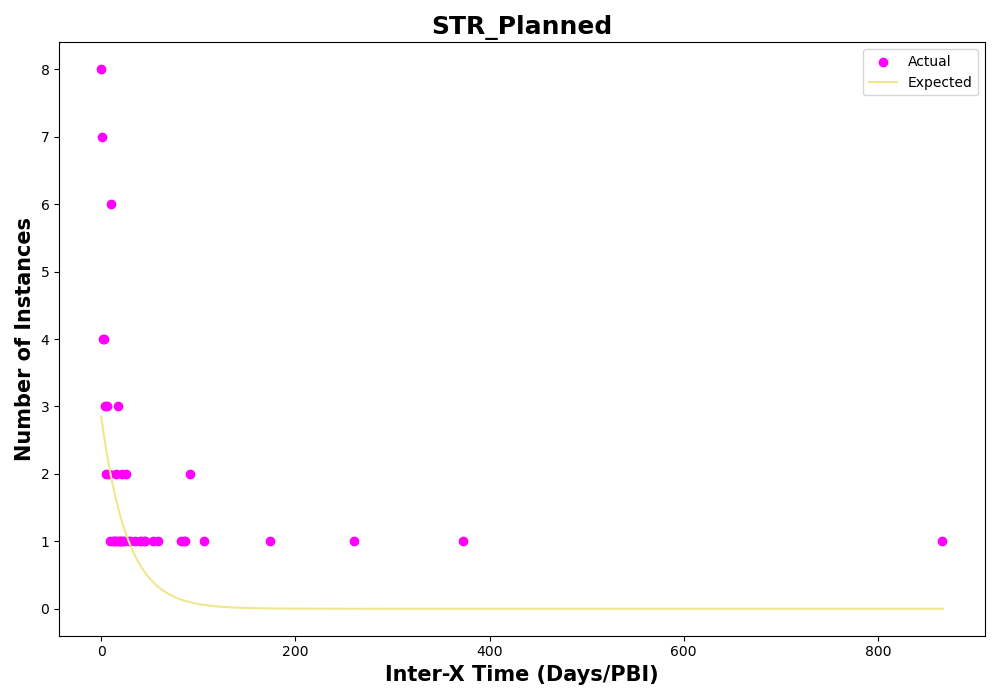 STR_Planned
Actual
Expected
Number of Instances
8
7
6
5
4
3
2
1
0
0
200
400
600
800
Inter-X Time (Days/PBI)